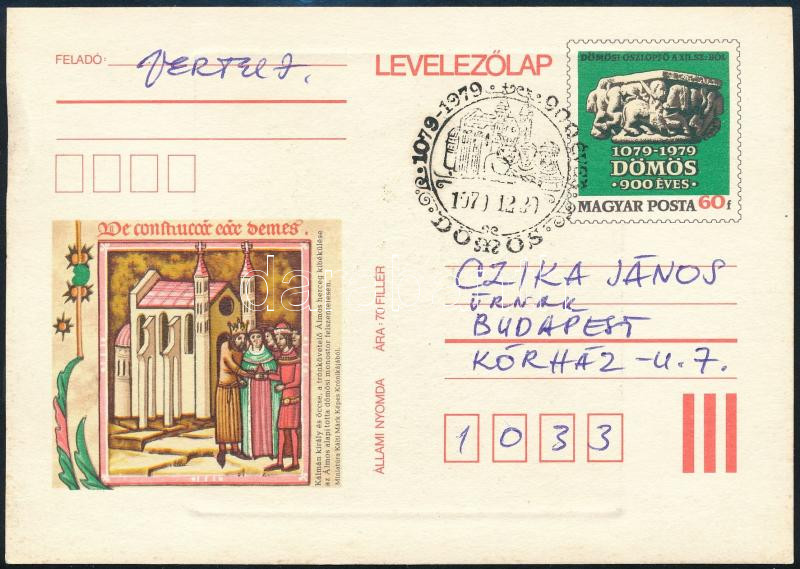 FELADÓ: VERTEL J.
LEVELEZŐLAP
DÖMÖSI OSZLOPFŐ A XII. SZ.-BÓL
1079-1979
DÖMÖS
·900 ÉVES·
MAGYAR POSTA 60f
·1079-1979· 900 ÉVES
1979.12.30
DÖMÖS
De constructõe eccẽ demes.
Kálmán király és öccse, a trónkövetelő Álmos herceg kibékülése,
az Álmos alapította dömösi monostor felszentelésén.
Miniatúra Kálti Márk Képes Krónikájából.
ÁLLAMI NYOMDA ÁRA: 70 FILLÉR
CZIKA JÁNOS
ÚRNAK
BUDAPEST
KÓRHÁZ-U. 7.
1033